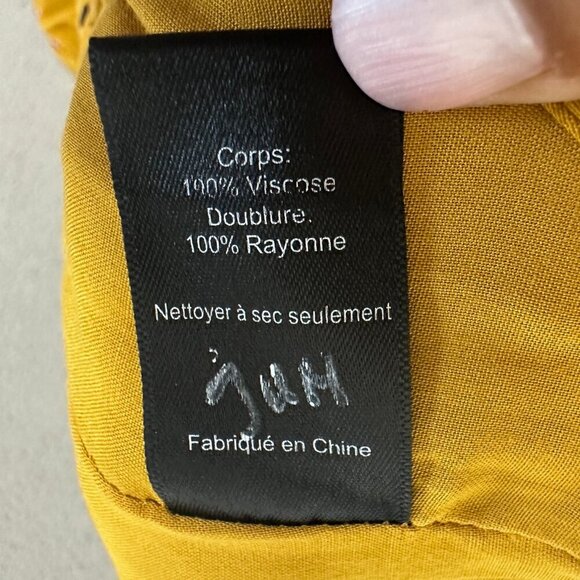 Corps:
100% Viscose
Doublure.
100% Rayonne
Nettoyer à sec seulement
Fabriqué en Chine